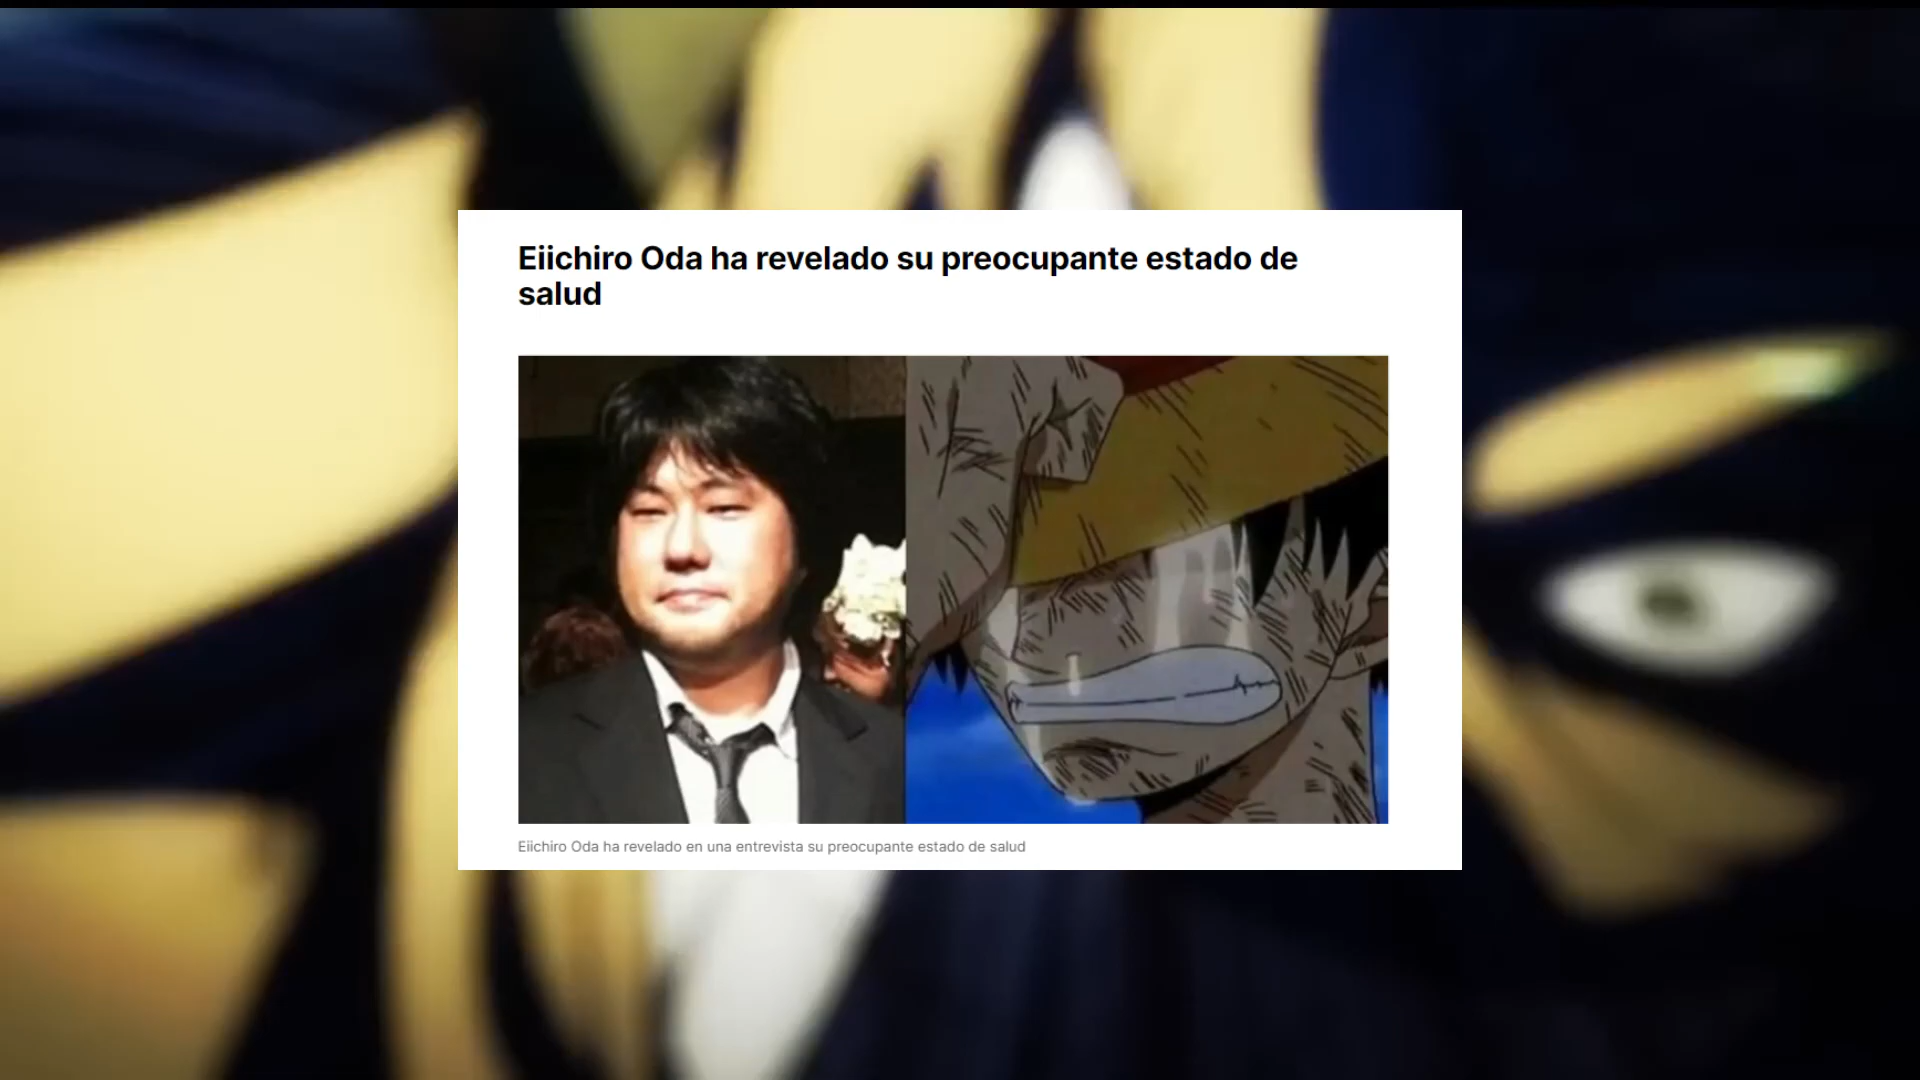 Eiichiro Oda ha revelado su preocupante estado de
salud
Eiichiro Oda ha revelado en una entrevista su preocupante estado de salud